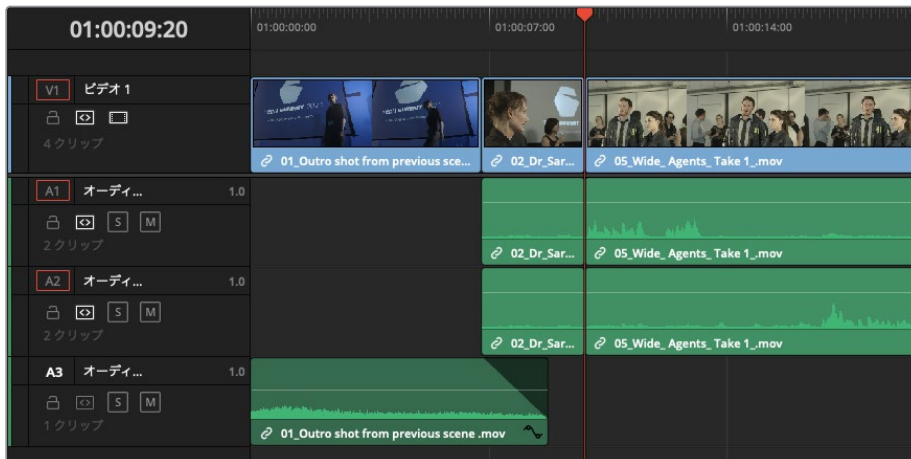 01:00:09:20
01:00:00:00
01:00:07:00
01:00:14:00
V1 ビデオ 1
4 クリップ
01_Outro shot from previous sce...
02_Dr_Sar...
05_Wide_ Agents_ Take 1_.mov
A1 オーディ... 1.0
S M
2 クリップ
02_Dr_Sar...
05_Wide_ Agents_ Take 1_.mov
A2 オーディ... 1.0
S M
2 クリップ
02_Dr_Sar...
05_Wide_ Agents_ Take 1_.mov
A3 オーディ... 1.0
S M
1 クリップ
01_Outro shot from previous scene .mov